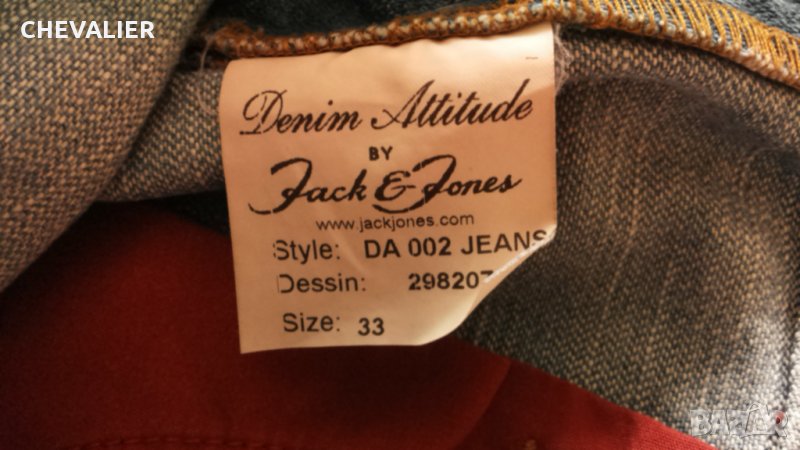 CHEVALIER
Denim Attitude
BY
Jack & Jones
www.jackjones.com
Style: DA 002 JEANS
Dessin: 298207
Size: 33